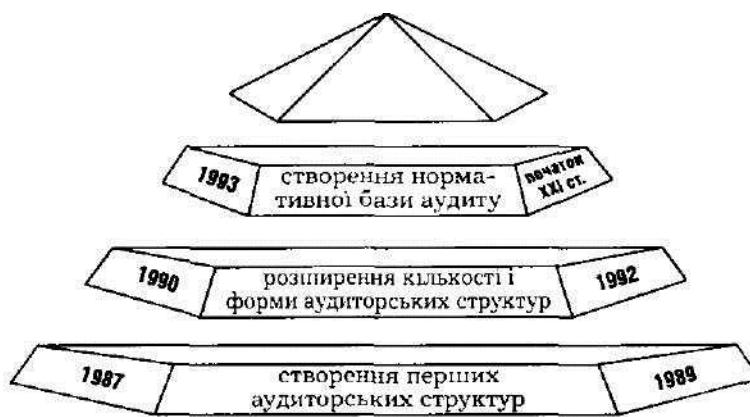 1993
створення норма-
тивної бази аудиту
початок
XXI ст.
1990
розширення кількості і
форми аудиторських структур
1992
1987
створення перших
аудиторських структур
1989